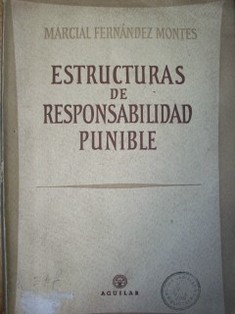 MARCIAL FERNÁNDEZ MONTES
ESTRUCTURAS
DE
RESPONSABILIDAD
PUNIBLE
AGUILAR